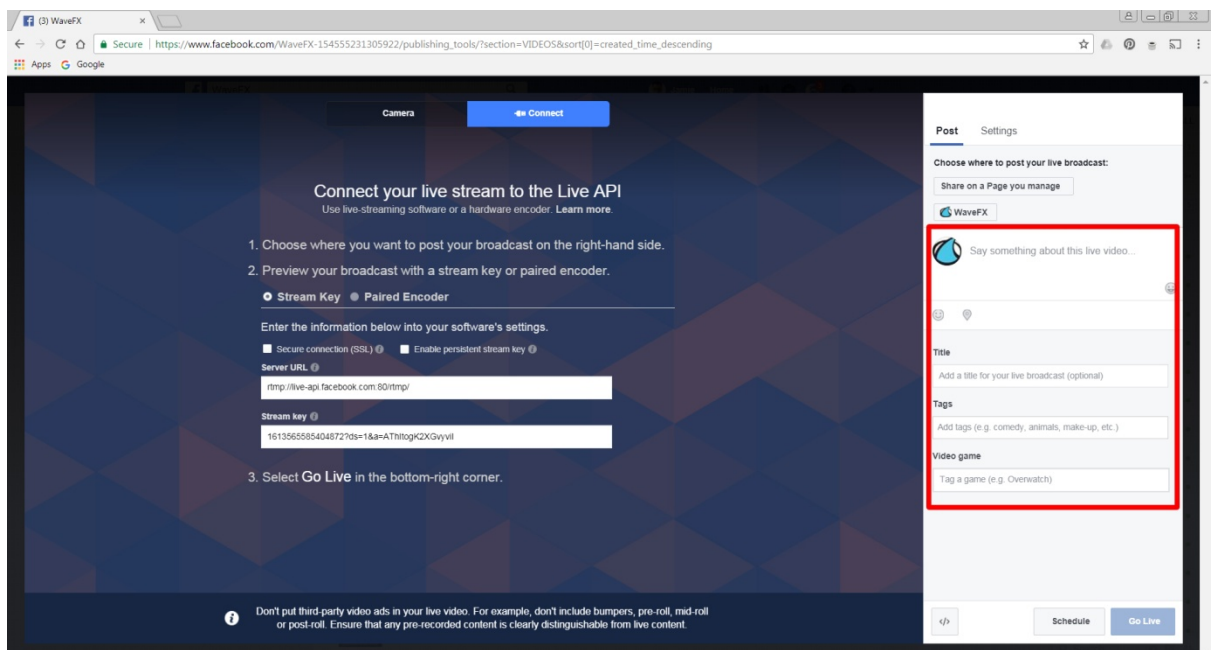 (3) WaveFX
Secure | https://www.facebook.com/WaveFX-154555231305922/publishing_tools/?section=VIDEOS&sort[0]=created_time_descending
Apps Google
Camera
Connect
Connect your live stream to the Live API
Use live-streaming software or a hardware encoder. Learn more.
1. Choose where you want to post your broadcast on the right-hand side.
2. Preview your broadcast with a stream key or paired encoder.
Stream Key Paired Encoder
Enter the information below into your software's settings.
Secure connection (SSL) Enable persistent stream key
Server URL
rtmp://live-api.facebook.com:80/rtmp/
Stream key
1613565585404872?ds=1&a=AThItogK2XGvyviI
3. Select Go Live in the bottom-right corner.
Don't put third-party video ads in your live video. For example, don't include bumpers, pre-roll, mid-roll
or post-roll. Ensure that any pre-recorded content is clearly distinguishable from live content.
Post Settings
Choose where to post your live broadcast:
Share on a Page you manage
WaveFX
Say something about this live video...
Title
Add a title for your live broadcast (optional)
Tags
Add tags (e.g. comedy, animals, make-up, etc.)
Video game
Tag a game (e.g. Overwatch)
</> Schedule Go Live